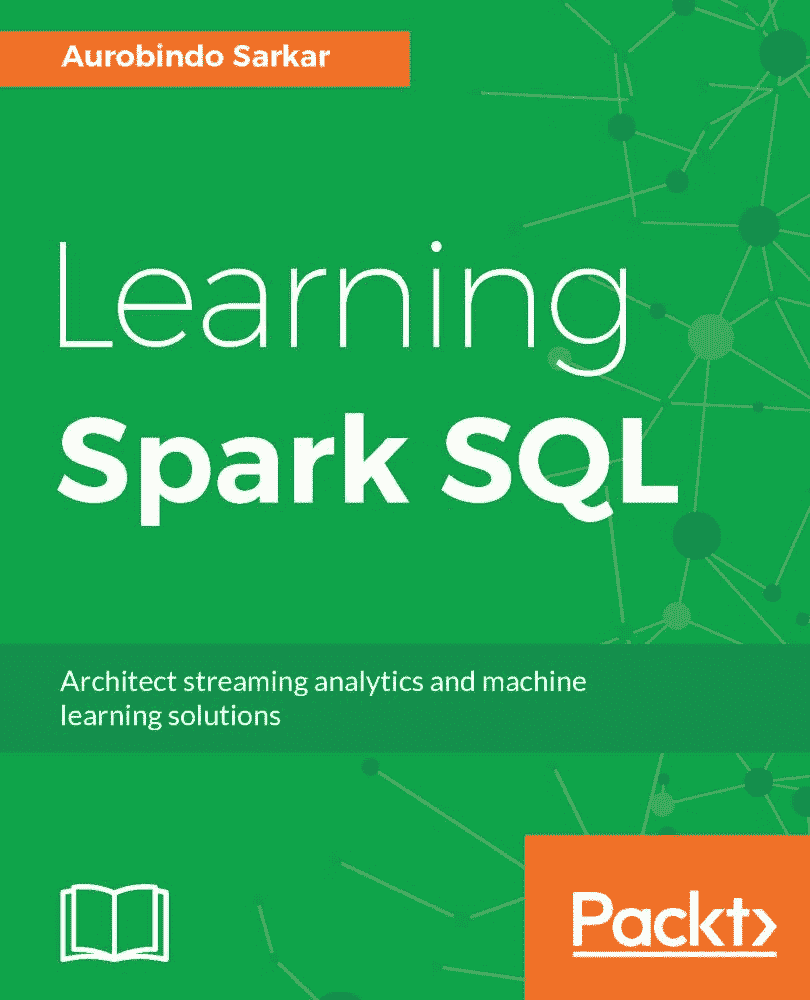 Aurobindo Sarkar
Learning
Spark SQL
Architect streaming analytics and machine
learning solutions
Packt>